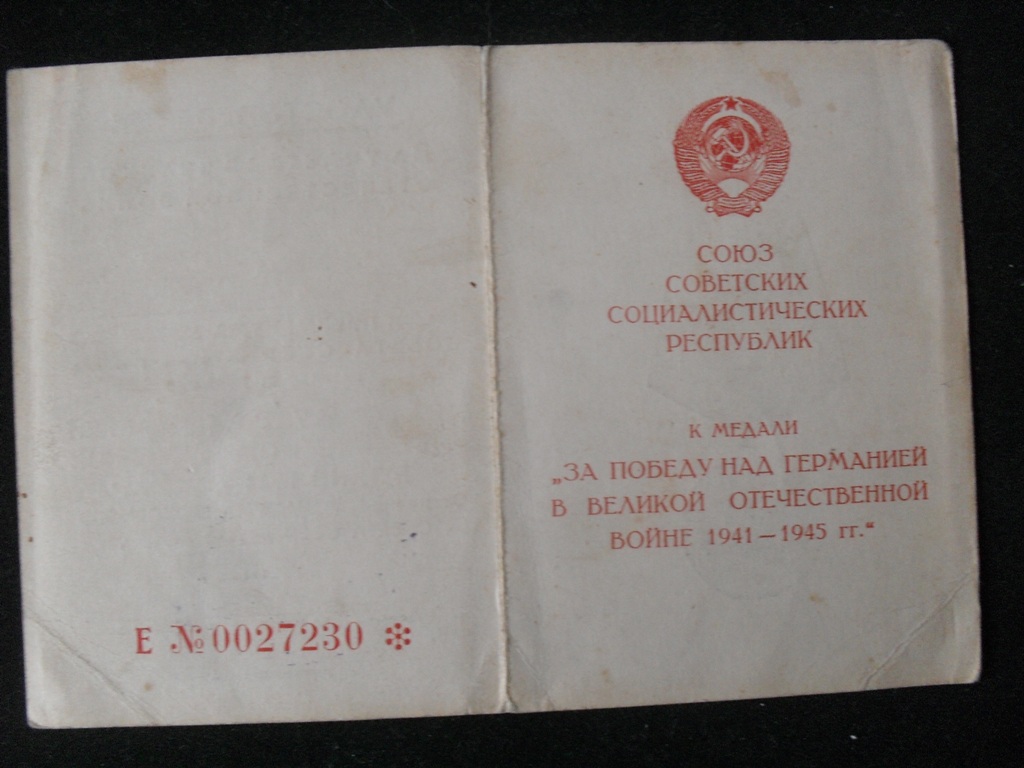 Е №0027230 *
СОЮЗ
СОВЕТСКИХ
СОЦИАЛИСТИЧЕСКИХ
РЕСПУБЛИК
К МЕДАЛИ
„ЗА ПОБЕДУ НАД ГЕРМАНИЕЙ
В ВЕЛИКОЙ ОТЕЧЕСТВЕННОЙ
ВОЙНЕ 1941—1945 гг.“